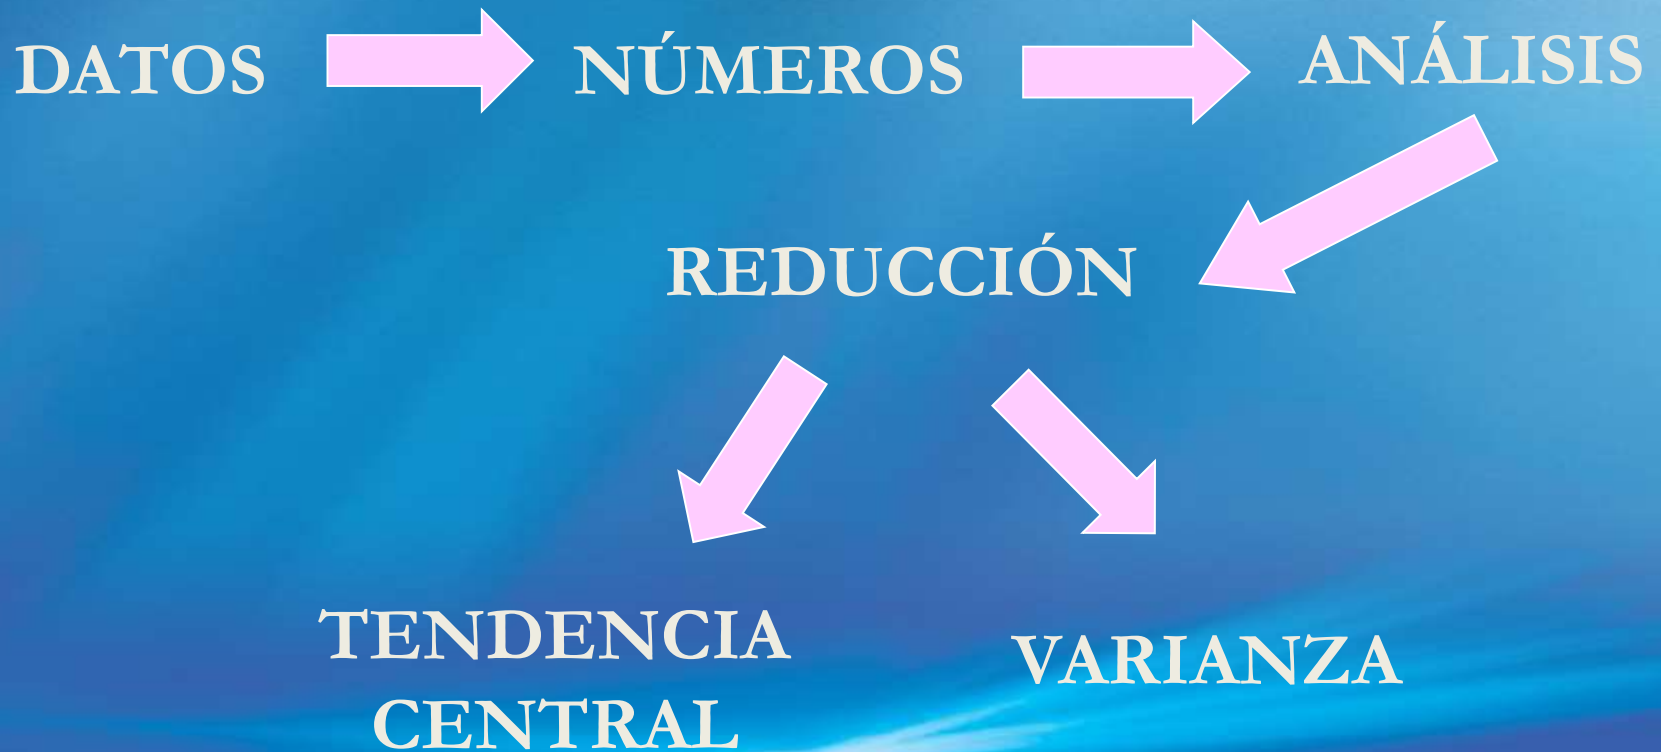 DATOS NÚMEROS ANÁLISIS
REDUCCIÓN
TENDENCIA
CENTRAL
VARIANZA